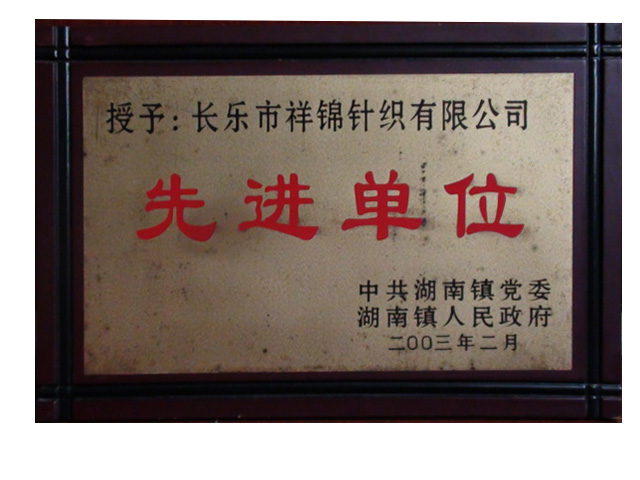 授予：长乐市祥锦针织有限公司
先进单位
中共湖南镇党委
湖南镇人民政府
二00三年二月